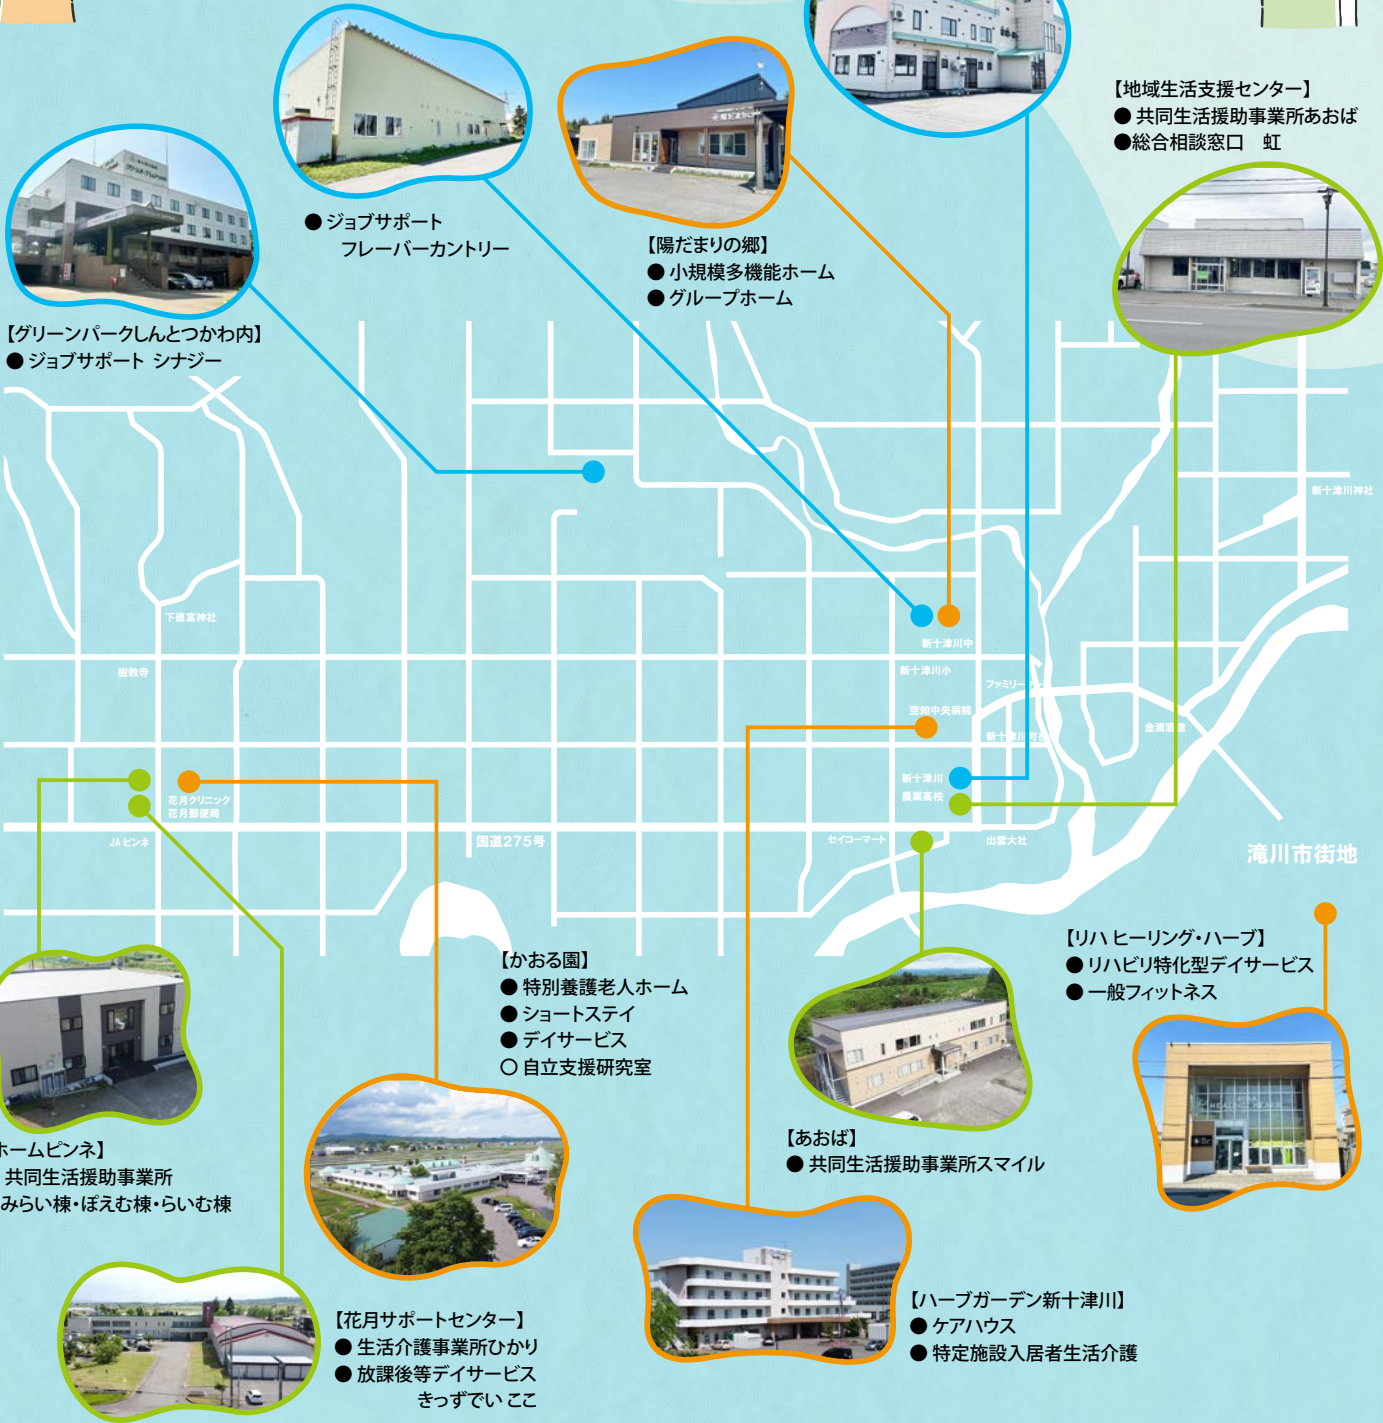 【地域生活支援センター】
● 共同生活援助事業所あおば
●総合相談窓口　虹
● ジョブサポート
フレーバーカントリー
【陽だまりの郷】
● 小規模多機能ホーム
● グループホーム
【グリーンパークしんとつかわ内】
● ジョブサポート シナジー
新十津川神社
下徳富神社
新十津川中
樹教寺
新十津川小
空知中央病院
金滴酒造
新十津川
農業高校
花月クリニック
花月郵便局
JA ピンネ
国道275号
セイコーマート
出雲大社
滝川市街地
【かおる園】
● 特別養護老人ホーム
● ショートステイ
● デイサービス
○ 自立支援研究室
【リハ ヒーリング・ハーブ】
● リハビリ特化型デイサービス
● 一般フィットネス
ホームピンネ】
共同生活援助事業所
みらい棟・ぽえむ棟・らいむ棟
【あおば】
● 共同生活援助事業所スマイル
【花月サポートセンター】
● 生活介護事業所ひかり
● 放課後等デイサービス
きっずでい ここ
【ハーブガーデン新十津川】
● ケアハウス
● 特定施設入居者生活介護